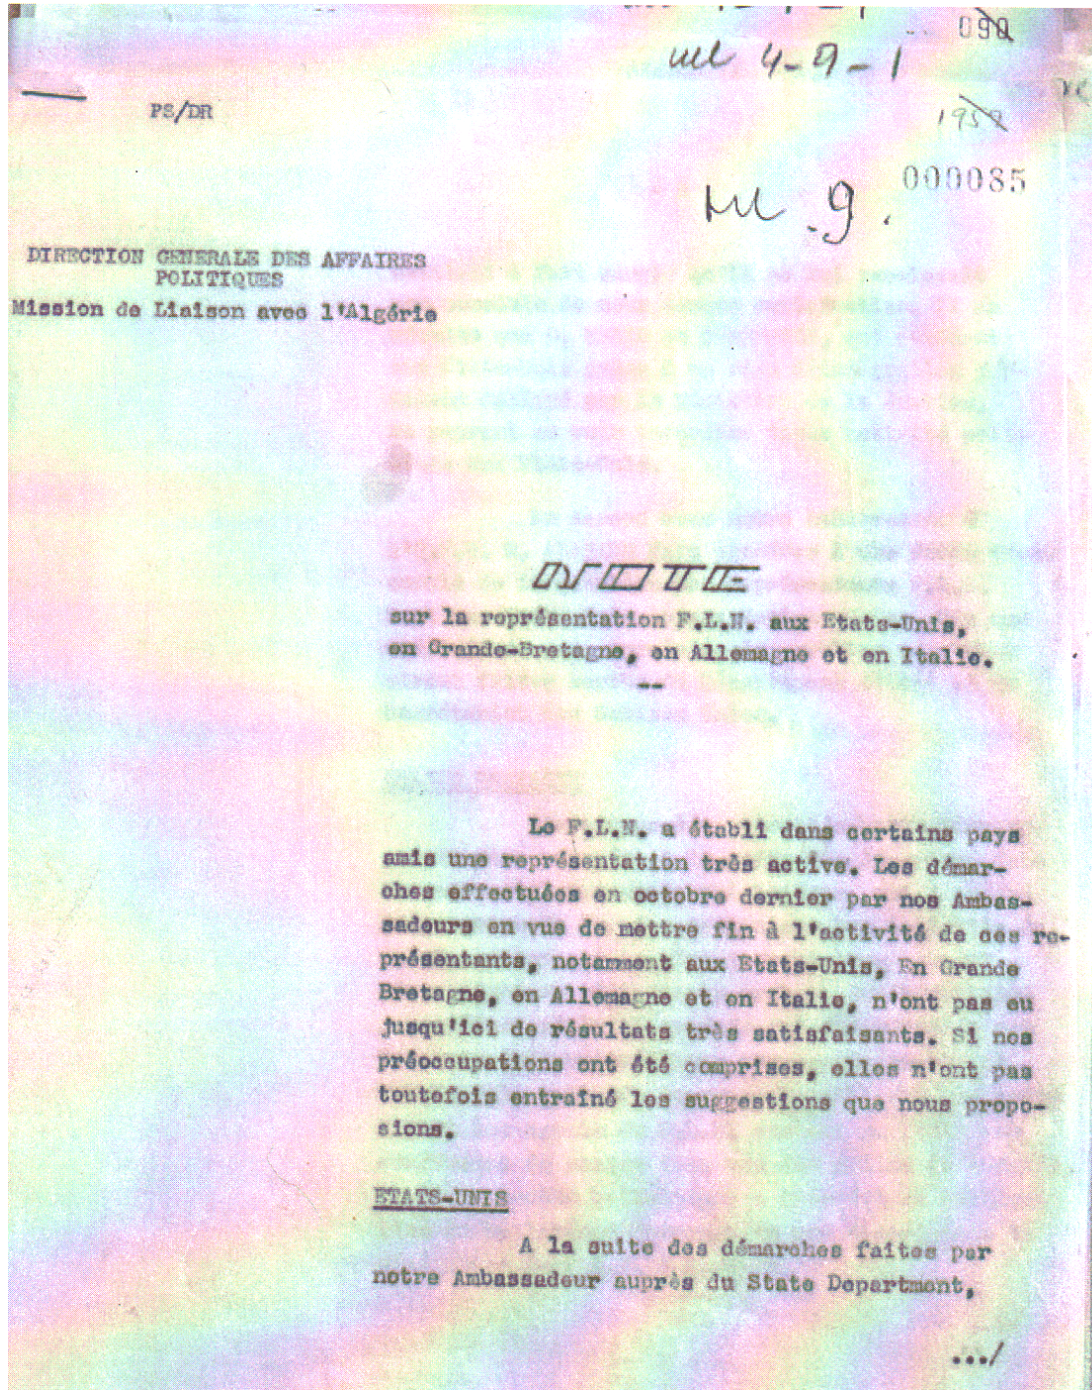 090
4-9-1
PS/DR
1958
000085
9.
DIRECTION GENERALE DES AFFAIRES
POLITIQUES
Mission de Liaison avec l'Algérie
NOTE
sur la représentation F.L.N. aux Etats-Unis,
en Grande-Bretagne, en Allemagne et en Italie.
--
Le F.L.N. a établi dans certains pays
amis une représentation très active. Les démar-
ches effectuées en octobre dernier par nos Ambas-
sadeurs en vue de mettre fin à l'activité de ces re-
présentants, notamment aux Etats-Unis, En Grande
Bretagne, en Allemagne et en Italie, n'ont pas eu
jusqu'ici de résultats très satisfaisants. Si nos
préoccupations ont été comprises, elles n'ont pas
toutefois entraîné les suggestions que nous propo-
sions.
ETATS-UNIS
A la suite des démarches faites par
notre Ambassadeur auprès du State Department,
.../